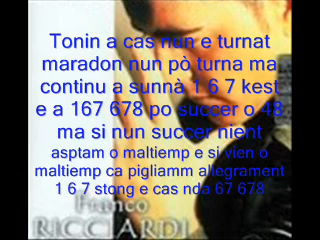 Tonin a cas nun e turnat
maradon nun pò turna ma
continu a sunnà 1 6 7 kest
e a 167 678 po succer o 48
ma si nun succer nient
asptam o maltiemp e si vien o
maltiemp ca pigliamm allegrament
1 6 7 stong e cas nda 67 678
Franco
RICCIARDI